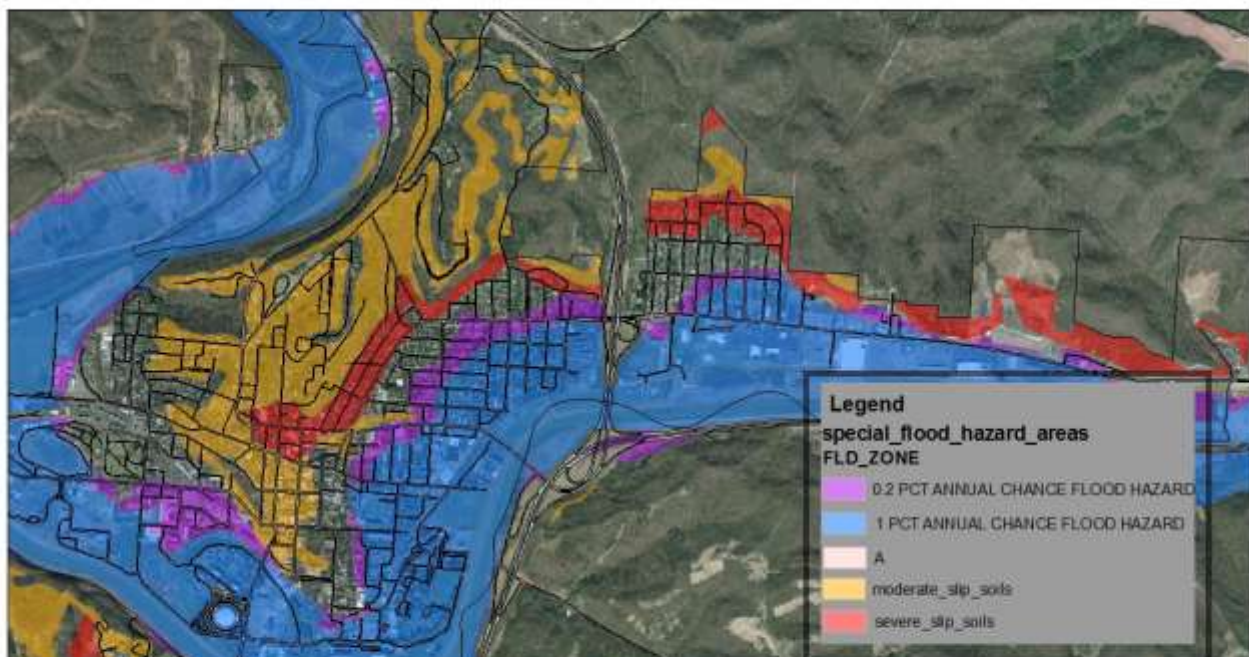 Legend
special_flood_hazard_areas
FLD_ZONE
0.2 PCT ANNUAL CHANCE FLOOD HAZARD
1 PCT ANNUAL CHANCE FLOOD HAZARD
A
moderate_slip_soils
severe_slip_soils